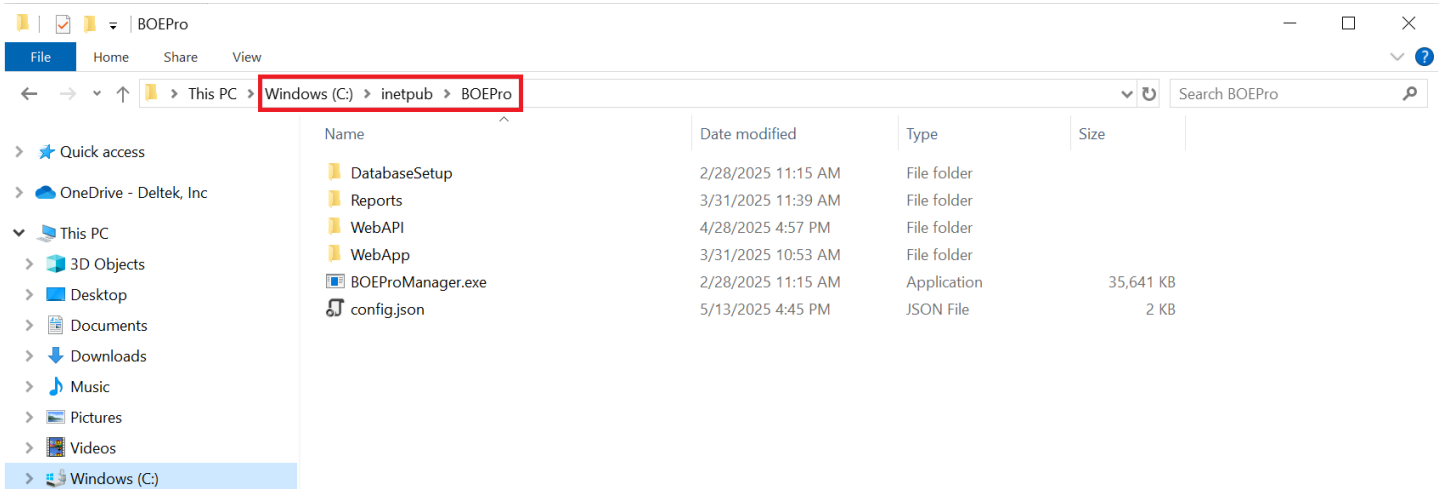 BOEPro
File Home Share View
This PC Windows (C:) inetpub BOEPro Search BOEPro
Name Date modified Type Size
Quick access
OneDrive - Deltek, Inc
This PC
3D Objects
Desktop
Documents
Downloads
Music
Pictures
Videos
Windows (C:)
DatabaseSetup 2/28/2025 11:15 AM File folder
Reports 3/31/2025 11:39 AM File folder
WebAPI 4/28/2025 4:57 PM File folder
WebApp 3/31/2025 10:53 AM File folder
BOEProManager.exe 2/28/2025 11:15 AM Application 35,641 KB
config.json 5/13/2025 4:45 PM JSON File 2 KB